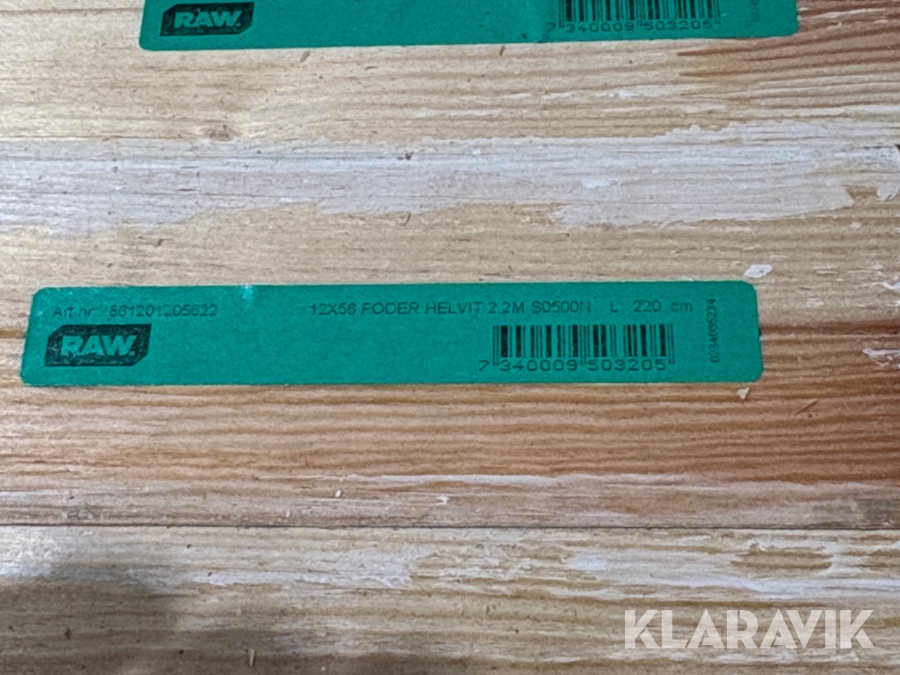 RAW
7 340009 503205
Art.nr.: 561201205622 12X56 FODER HELVIT 2.2M S0500N L: 220 cm
RAW
7 340009 503205
KLARAVIK